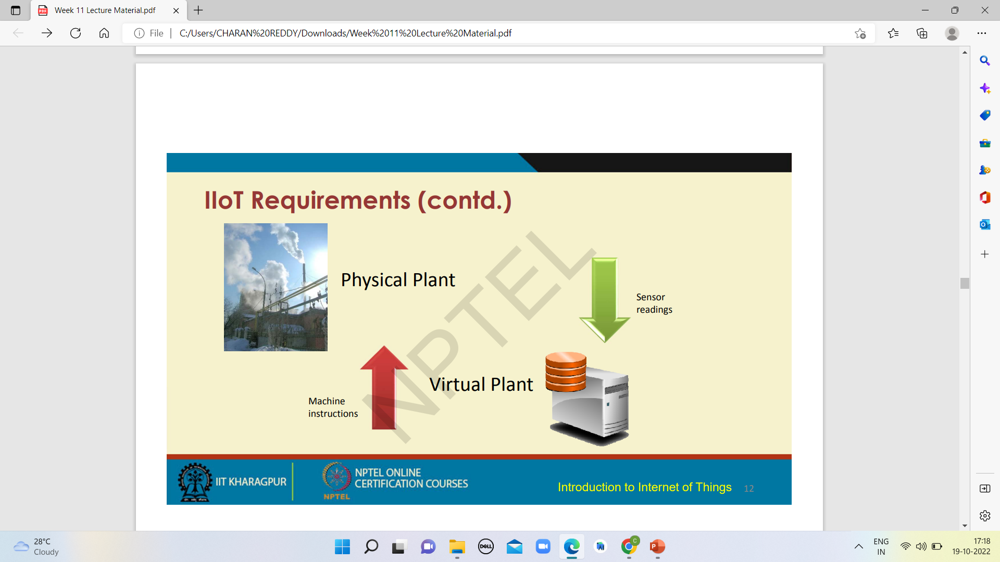 Week 11 Lecture Material.pdf
File
C:/Users/CHARAN%20REDDY/Downloads/Week%2011%20Lecture%20Material.pdf
IIoT Requirements (contd.)
Physical Plant
Sensor
readings
Virtual Plant
Machine
instructions
NPTEL
IIT KHARAGPUR
NPTEL
NPTEL ONLINE
CERTIFICATION COURSES
Introduction to Internet of Things
12
28°C
Cloudy
DELL
C
P
ENG
IN
17:18
19-10-2022